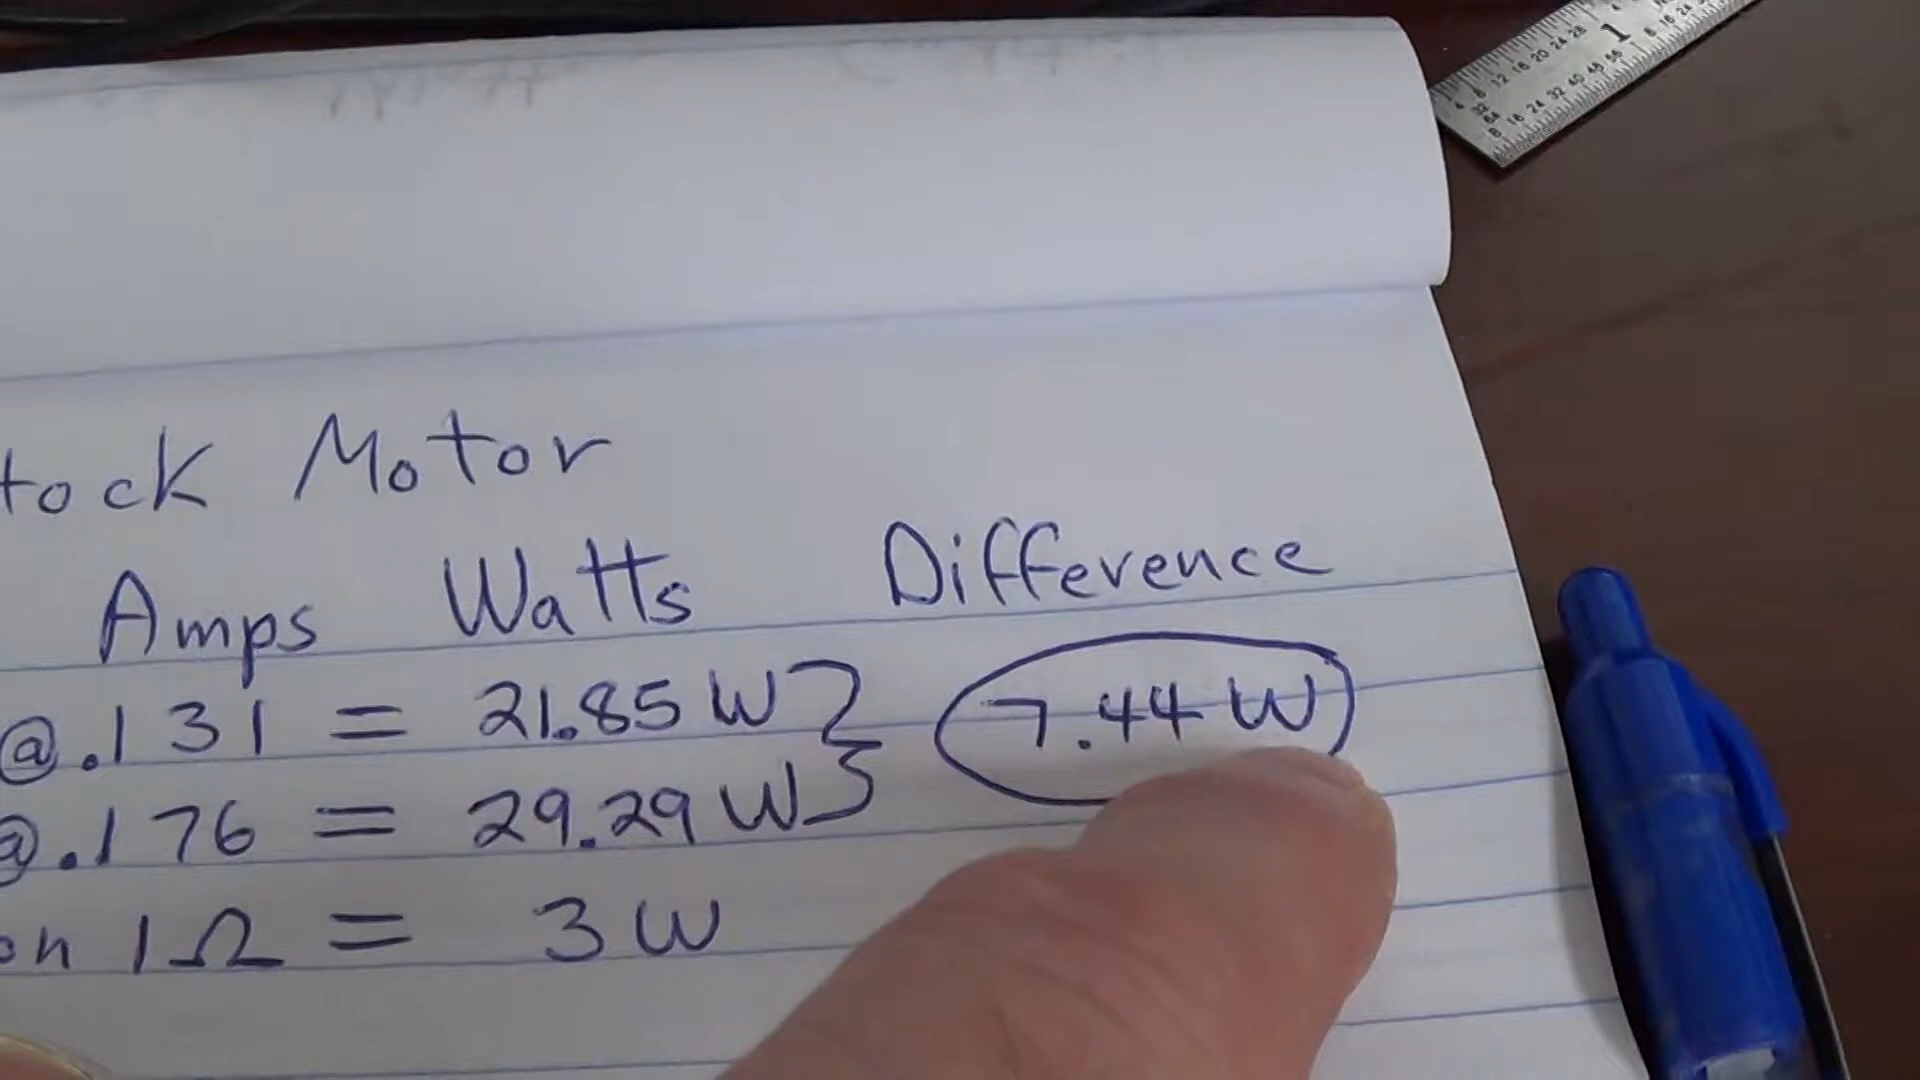 tock Motor
Amps Watts Difference
@ .131 = 21.85 W } 7.44 W
@ .176 = 29.29 W }
on 1Ω = 3 W